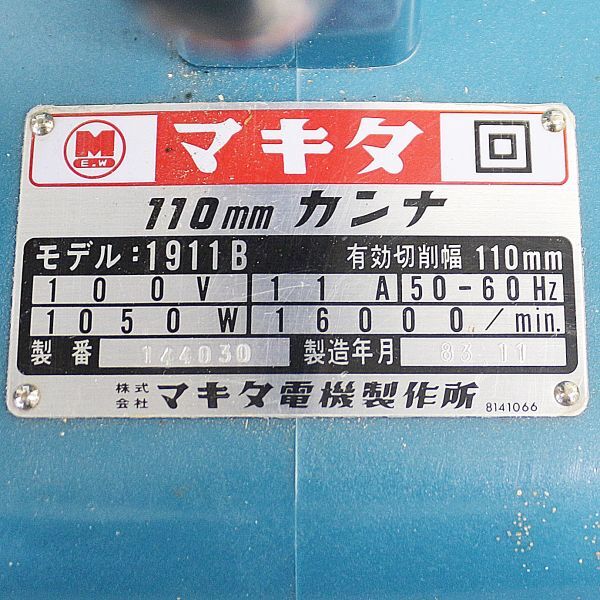 M
E.W
マキタ
110mm カンナ
モデル:1911B 有効切削幅 110mm
100V 11A 50-60Hz
1050W 16000/min.
製番 144030 製造年月 83 11
株式会社 マキタ電機製作所
8141066